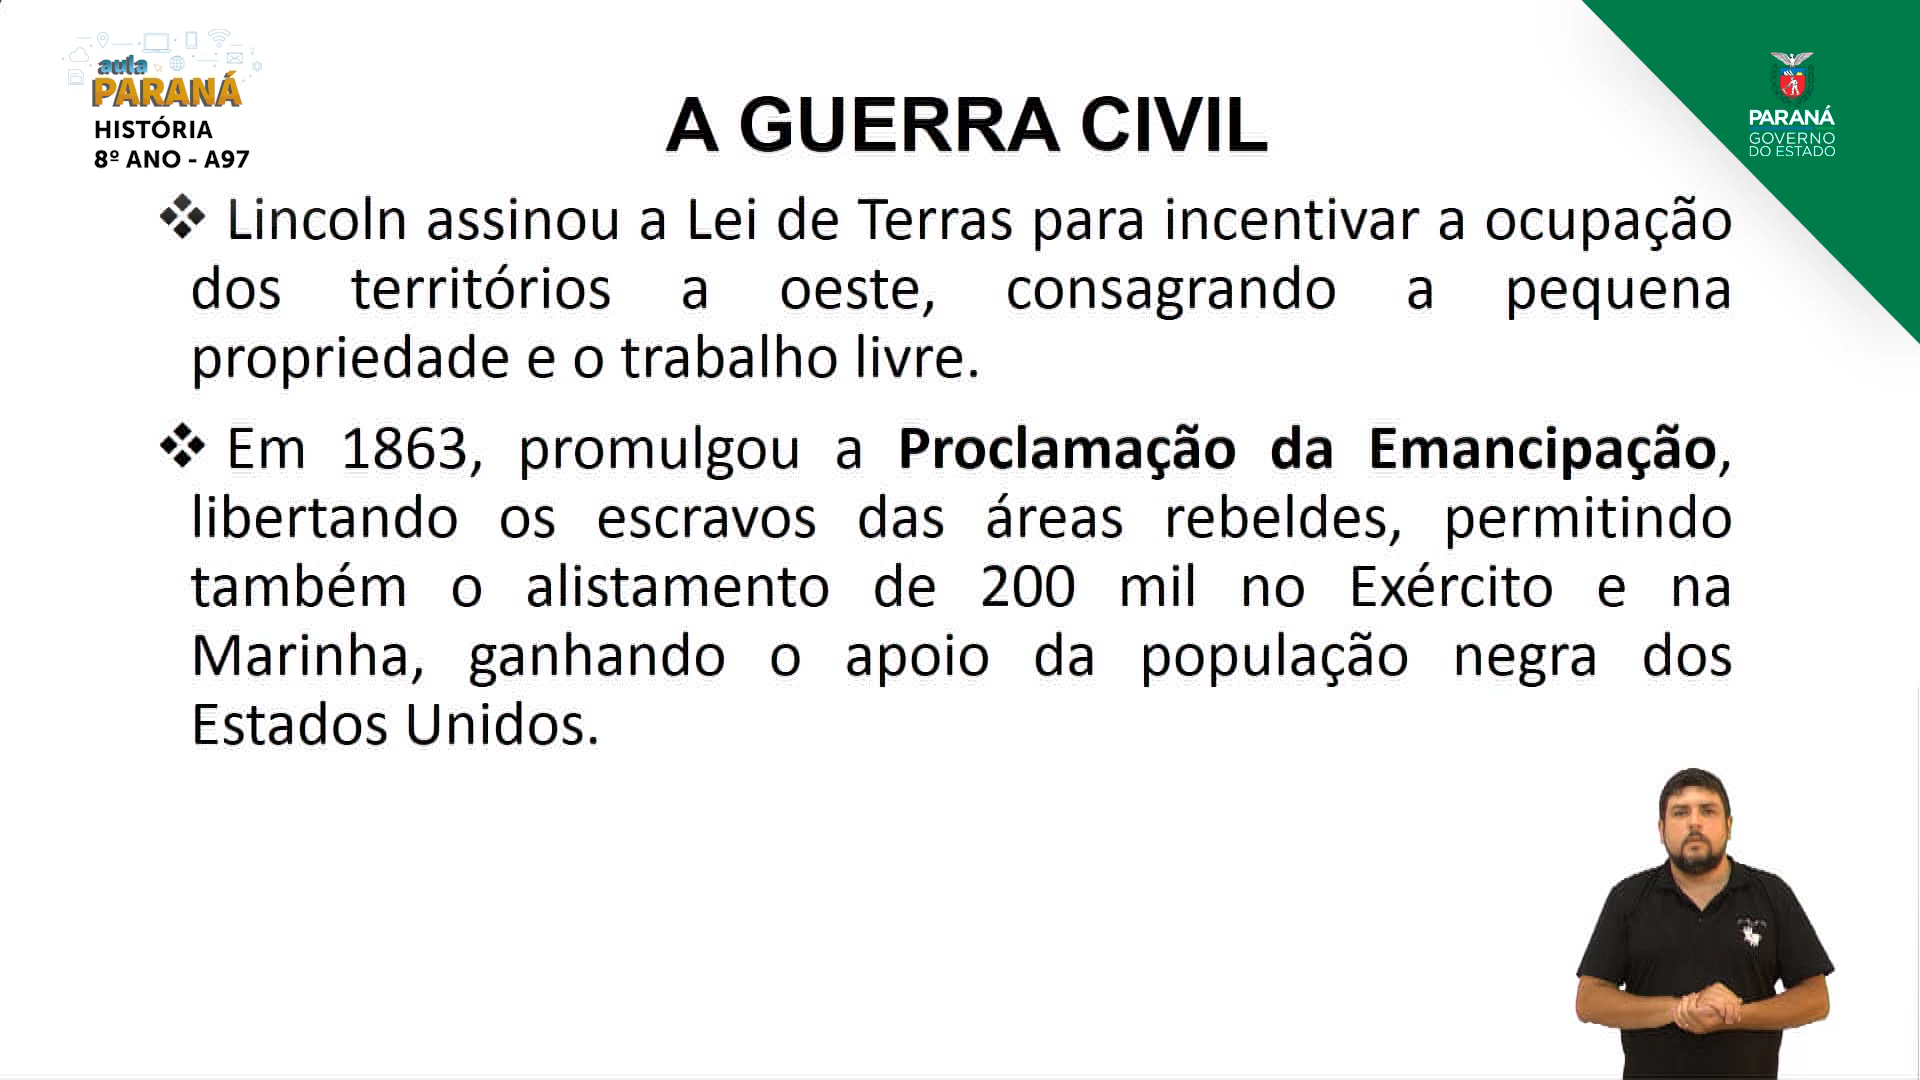 aula
PARANÁ
HISTÓRIA
8º ANO - A97
A GUERRA CIVIL
PARANÁ
GOVERNO
DO ESTADO
❖ Lincoln assinou a Lei de Terras para incentivar a ocupação
dos territórios a oeste, consagrando a pequena
propriedade e o trabalho livre.
❖ Em 1863, promulgou a Proclamação da Emancipação,
libertando os escravos das áreas rebeldes, permitindo
também o alistamento de 200 mil no Exército e na
Marinha, ganhando o apoio da população negra dos
Estados Unidos.